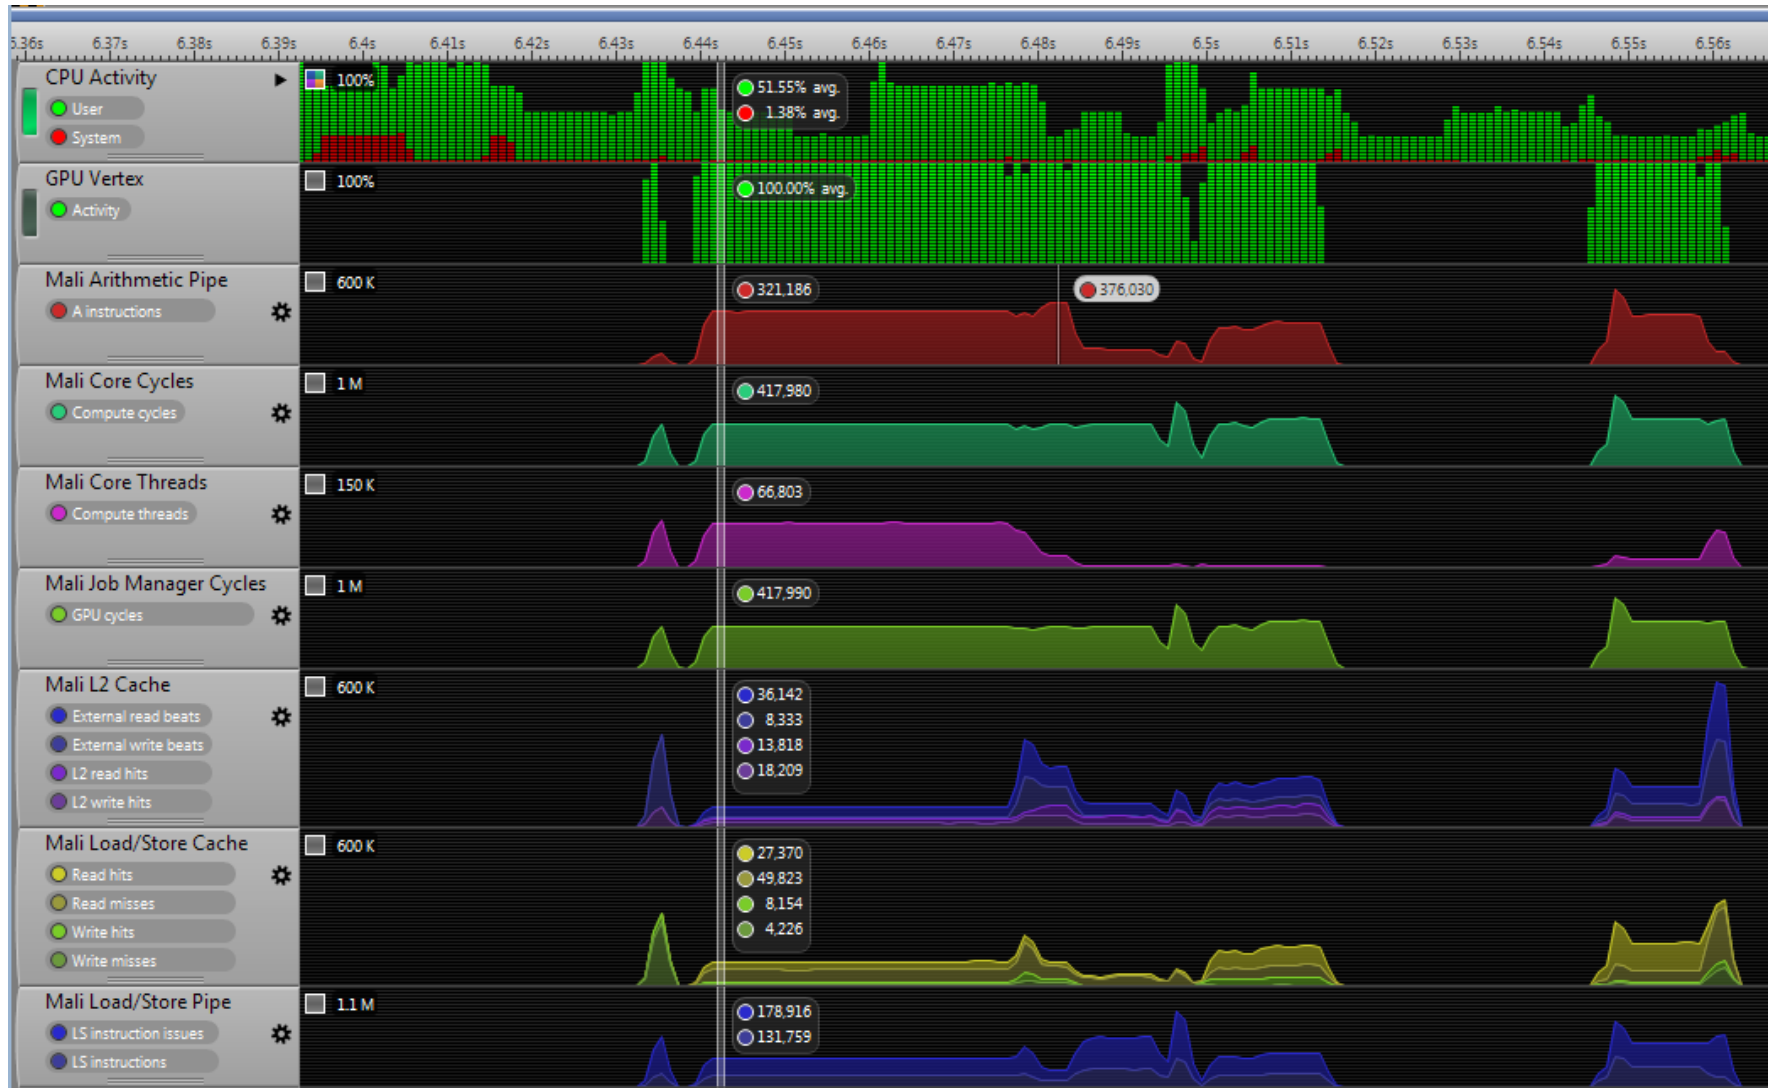 5.36s 6.37s 6.38s 6.39s 6.4s 6.41s 6.42s 6.43s 6.44s 6.45s 6.46s 6.47s 6.48s 6.49s 6.5s 6.51s 6.52s 6.53s 6.54s 6.55s 6.56s
CPU Activity
User
System
100%
51.55% avg.
1.38% avg.
GPU Vertex
Activity
100%
100.00% avg.
Mali Arithmetic Pipe
A instructions
600 K
321,186
376,030
Mali Core Cycles
Compute cycles
1 M
417,980
Mali Core Threads
Compute threads
150 K
66,803
Mali Job Manager Cycles
GPU cycles
1 M
417,990
Mali L2 Cache
External read beats
External write beats
L2 read hits
L2 write hits
600 K
36,142
8,333
13,818
18,209
Mali Load/Store Cache
Read hits
Read misses
Write hits
Write misses
600 K
27,370
49,823
8,154
4,226
Mali Load/Store Pipe
LS instruction issues
LS instructions
1.1 M
178,916
131,759